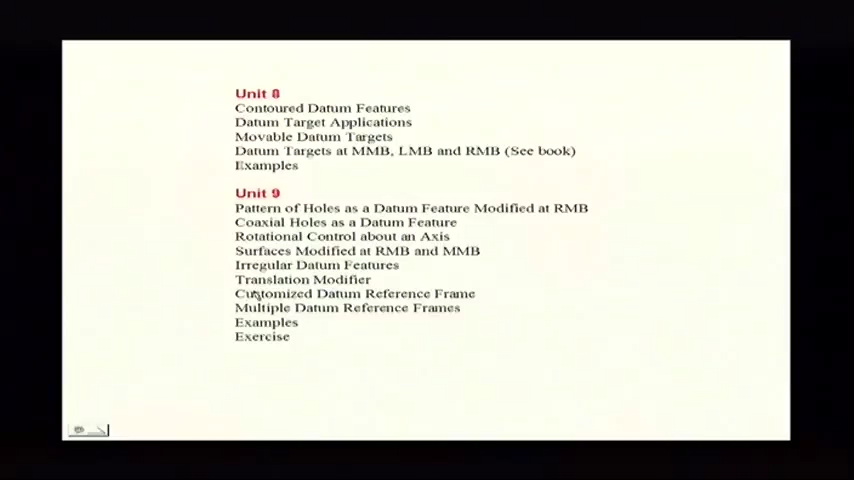 Unit 8
Contoured Datum Features
Datum Target Applications
Movable Datum Targets
Datum Targets at MMB, LMB and RMB (See book)
Examples
Unit 9
Pattern of Holes as a Datum Feature Modified at RMB
Coaxial Holes as a Datum Feature
Rotational Control about an Axis
Surfaces Modified at RMB and MMB
Irregular Datum Features
Translation Modifier
Customized Datum Reference Frame
Multiple Datum Reference Frames
Examples
Exercise